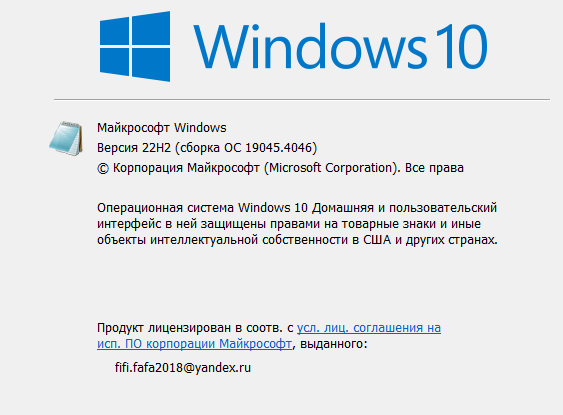 Windows 10
Майкрософт Windows
Версия 22H2 (сборка ОС 19045.4046)
© Корпорация Майкрософт (Microsoft Corporation). Все права
Операционная система Windows 10 Домашняя и пользовательский
интерфейс в ней защищены правами на товарные знаки и иные
объекты интеллектуальной собственности в США и других странах.
Продукт лицензирован в соотв. с усл. лиц. соглашения на
исп. ПО корпорации Майкрософт, выданного:
fifi.fafa2018@yandex.ru